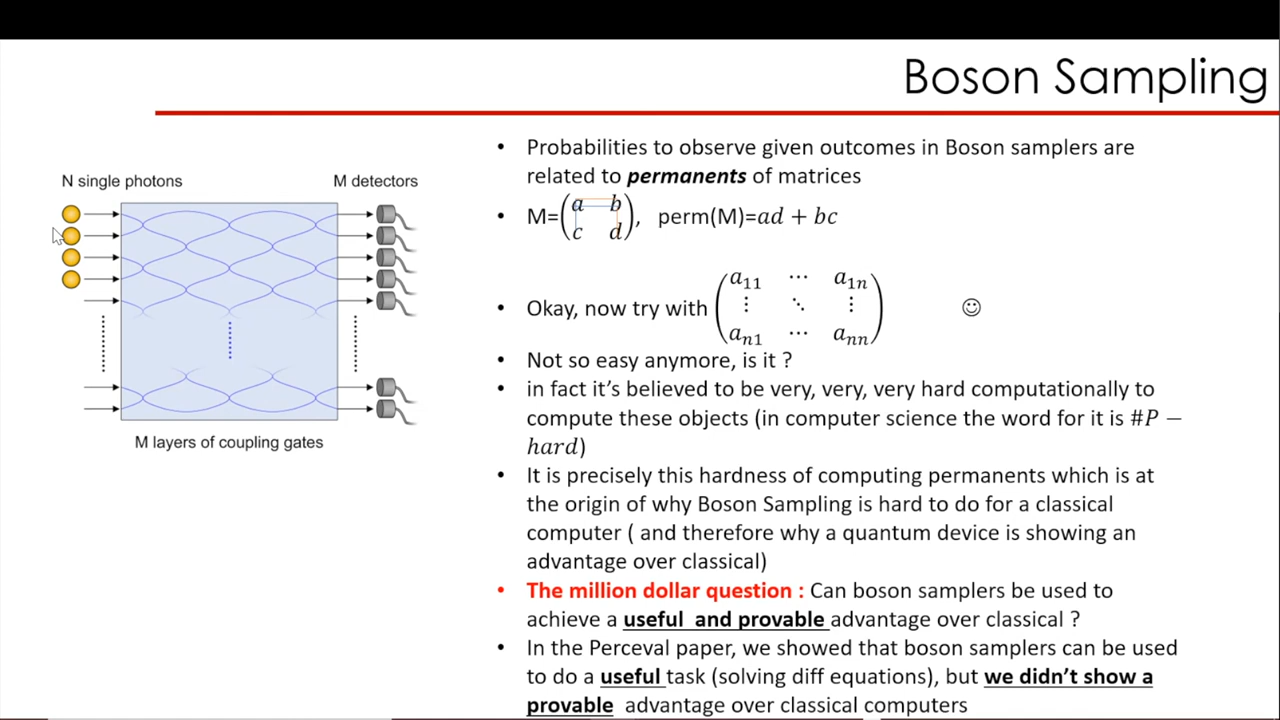 Boson Sampling
N single photons
M detectors
M layers of coupling gates
• Probabilities to observe given outcomes in Boson samplers are
related to permanents of matrices
• M=(a b
c d), perm(M)=ad + bc
• Okay, now try with (a11 ⋯ a1n
⋮ ⋱ ⋮
an1 ⋯ ann) ☺
• Not so easy anymore, is it ?
• in fact it’s believed to be very, very, very hard computationally to
compute these objects (in computer science the word for it is #P −
hard)
• It is precisely this hardness of computing permanents which is at
the origin of why Boson Sampling is hard to do for a classical
computer ( and therefore why a quantum device is showing an
advantage over classical)
• The million dollar question : Can boson samplers be used to
achieve a useful and provable advantage over classical ?
• In the Perceval paper, we showed that boson samplers can be used
to do a useful task (solving diff equations), but we didn’t show a
provable advantage over classical computers